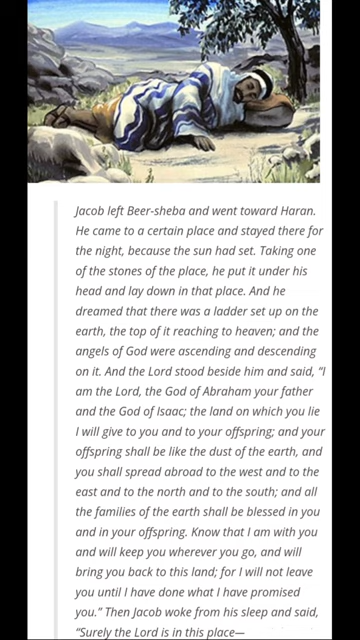 Jacob left Beer-sheba and went toward Haran.
He came to a certain place and stayed there for
the night, because the sun had set. Taking one
of the stones of the place, he put it under his
head and lay down in that place. And he
dreamed that there was a ladder set up on the
earth, the top of it reaching to heaven; and the
angels of God were ascending and descending
on it. And the Lord stood beside him and said, “I
am the Lord, the God of Abraham your father
and the God of Isaac; the land on which you lie
I will give to you and to your offspring; and your
offspring shall be like the dust of the earth, and
you shall spread abroad to the west and to the
east and to the north and to the south; and all
the families of the earth shall be blessed in you
and in your offspring. Know that I am with you
and will keep you wherever you go, and will
bring you back to this land; for I will not leave
you until I have done what I have promised
you.” Then Jacob woke from his sleep and said,
“Surely the Lord is in this place—